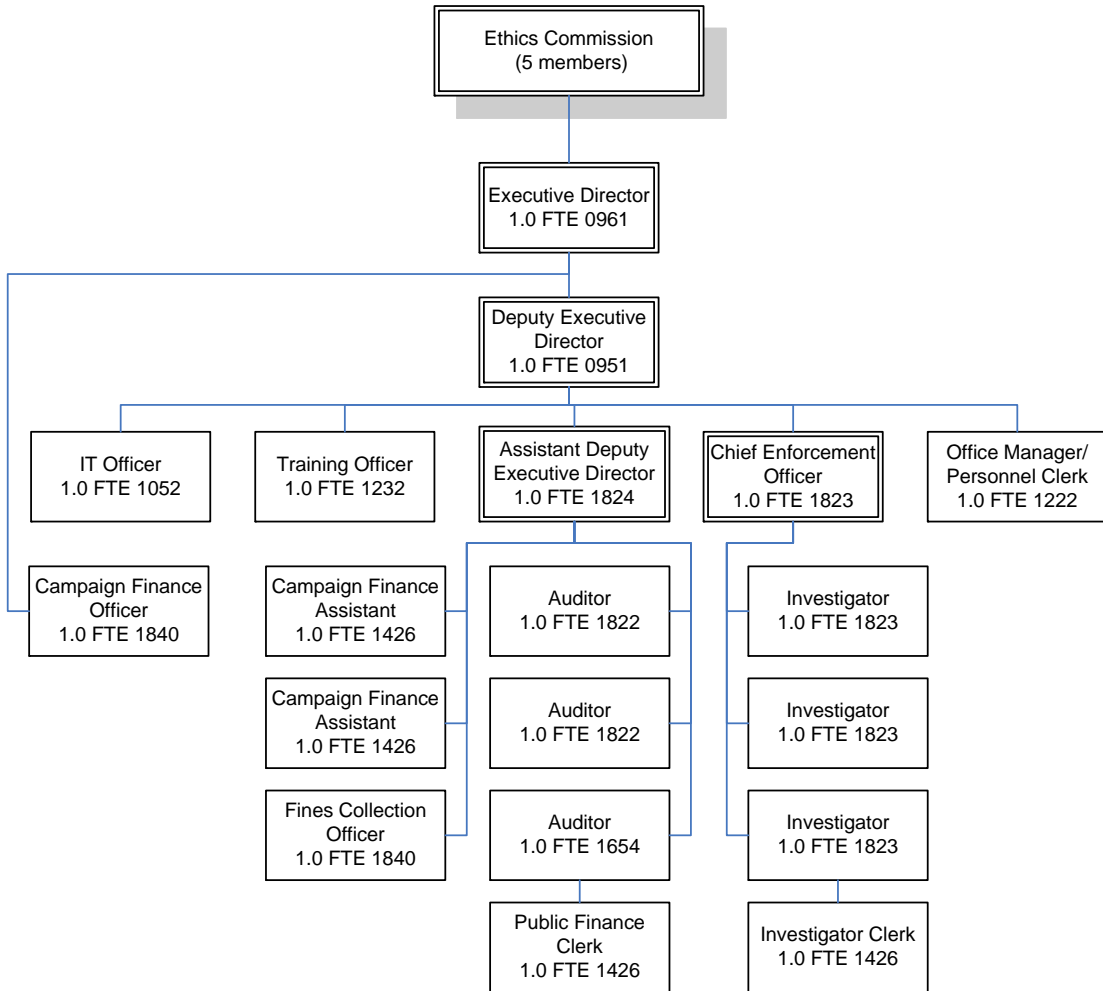 Ethics Commission
(5 members)
Executive Director
1.0 FTE 0961
Deputy Executive
Director
1.0 FTE 0951
IT Officer
1.0 FTE 1052
Training Officer
1.0 FTE 1232
Assistant Deputy
Executive Director
1.0 FTE 1824
Chief Enforcement
Officer
1.0 FTE 1823
Office Manager/
Personnel Clerk
1.0 FTE 1222
Campaign Finance
Officer
1.0 FTE 1840
Campaign Finance
Assistant
1.0 FTE 1426
Auditor
1.0 FTE 1822
Investigator
1.0 FTE 1823
Campaign Finance
Assistant
1.0 FTE 1426
Auditor
1.0 FTE 1822
Investigator
1.0 FTE 1823
Fines Collection
Officer
1.0 FTE 1840
Auditor
1.0 FTE 1654
Investigator
1.0 FTE 1823
Public Finance
Clerk
1.0 FTE 1426
Investigator Clerk
1.0 FTE 1426